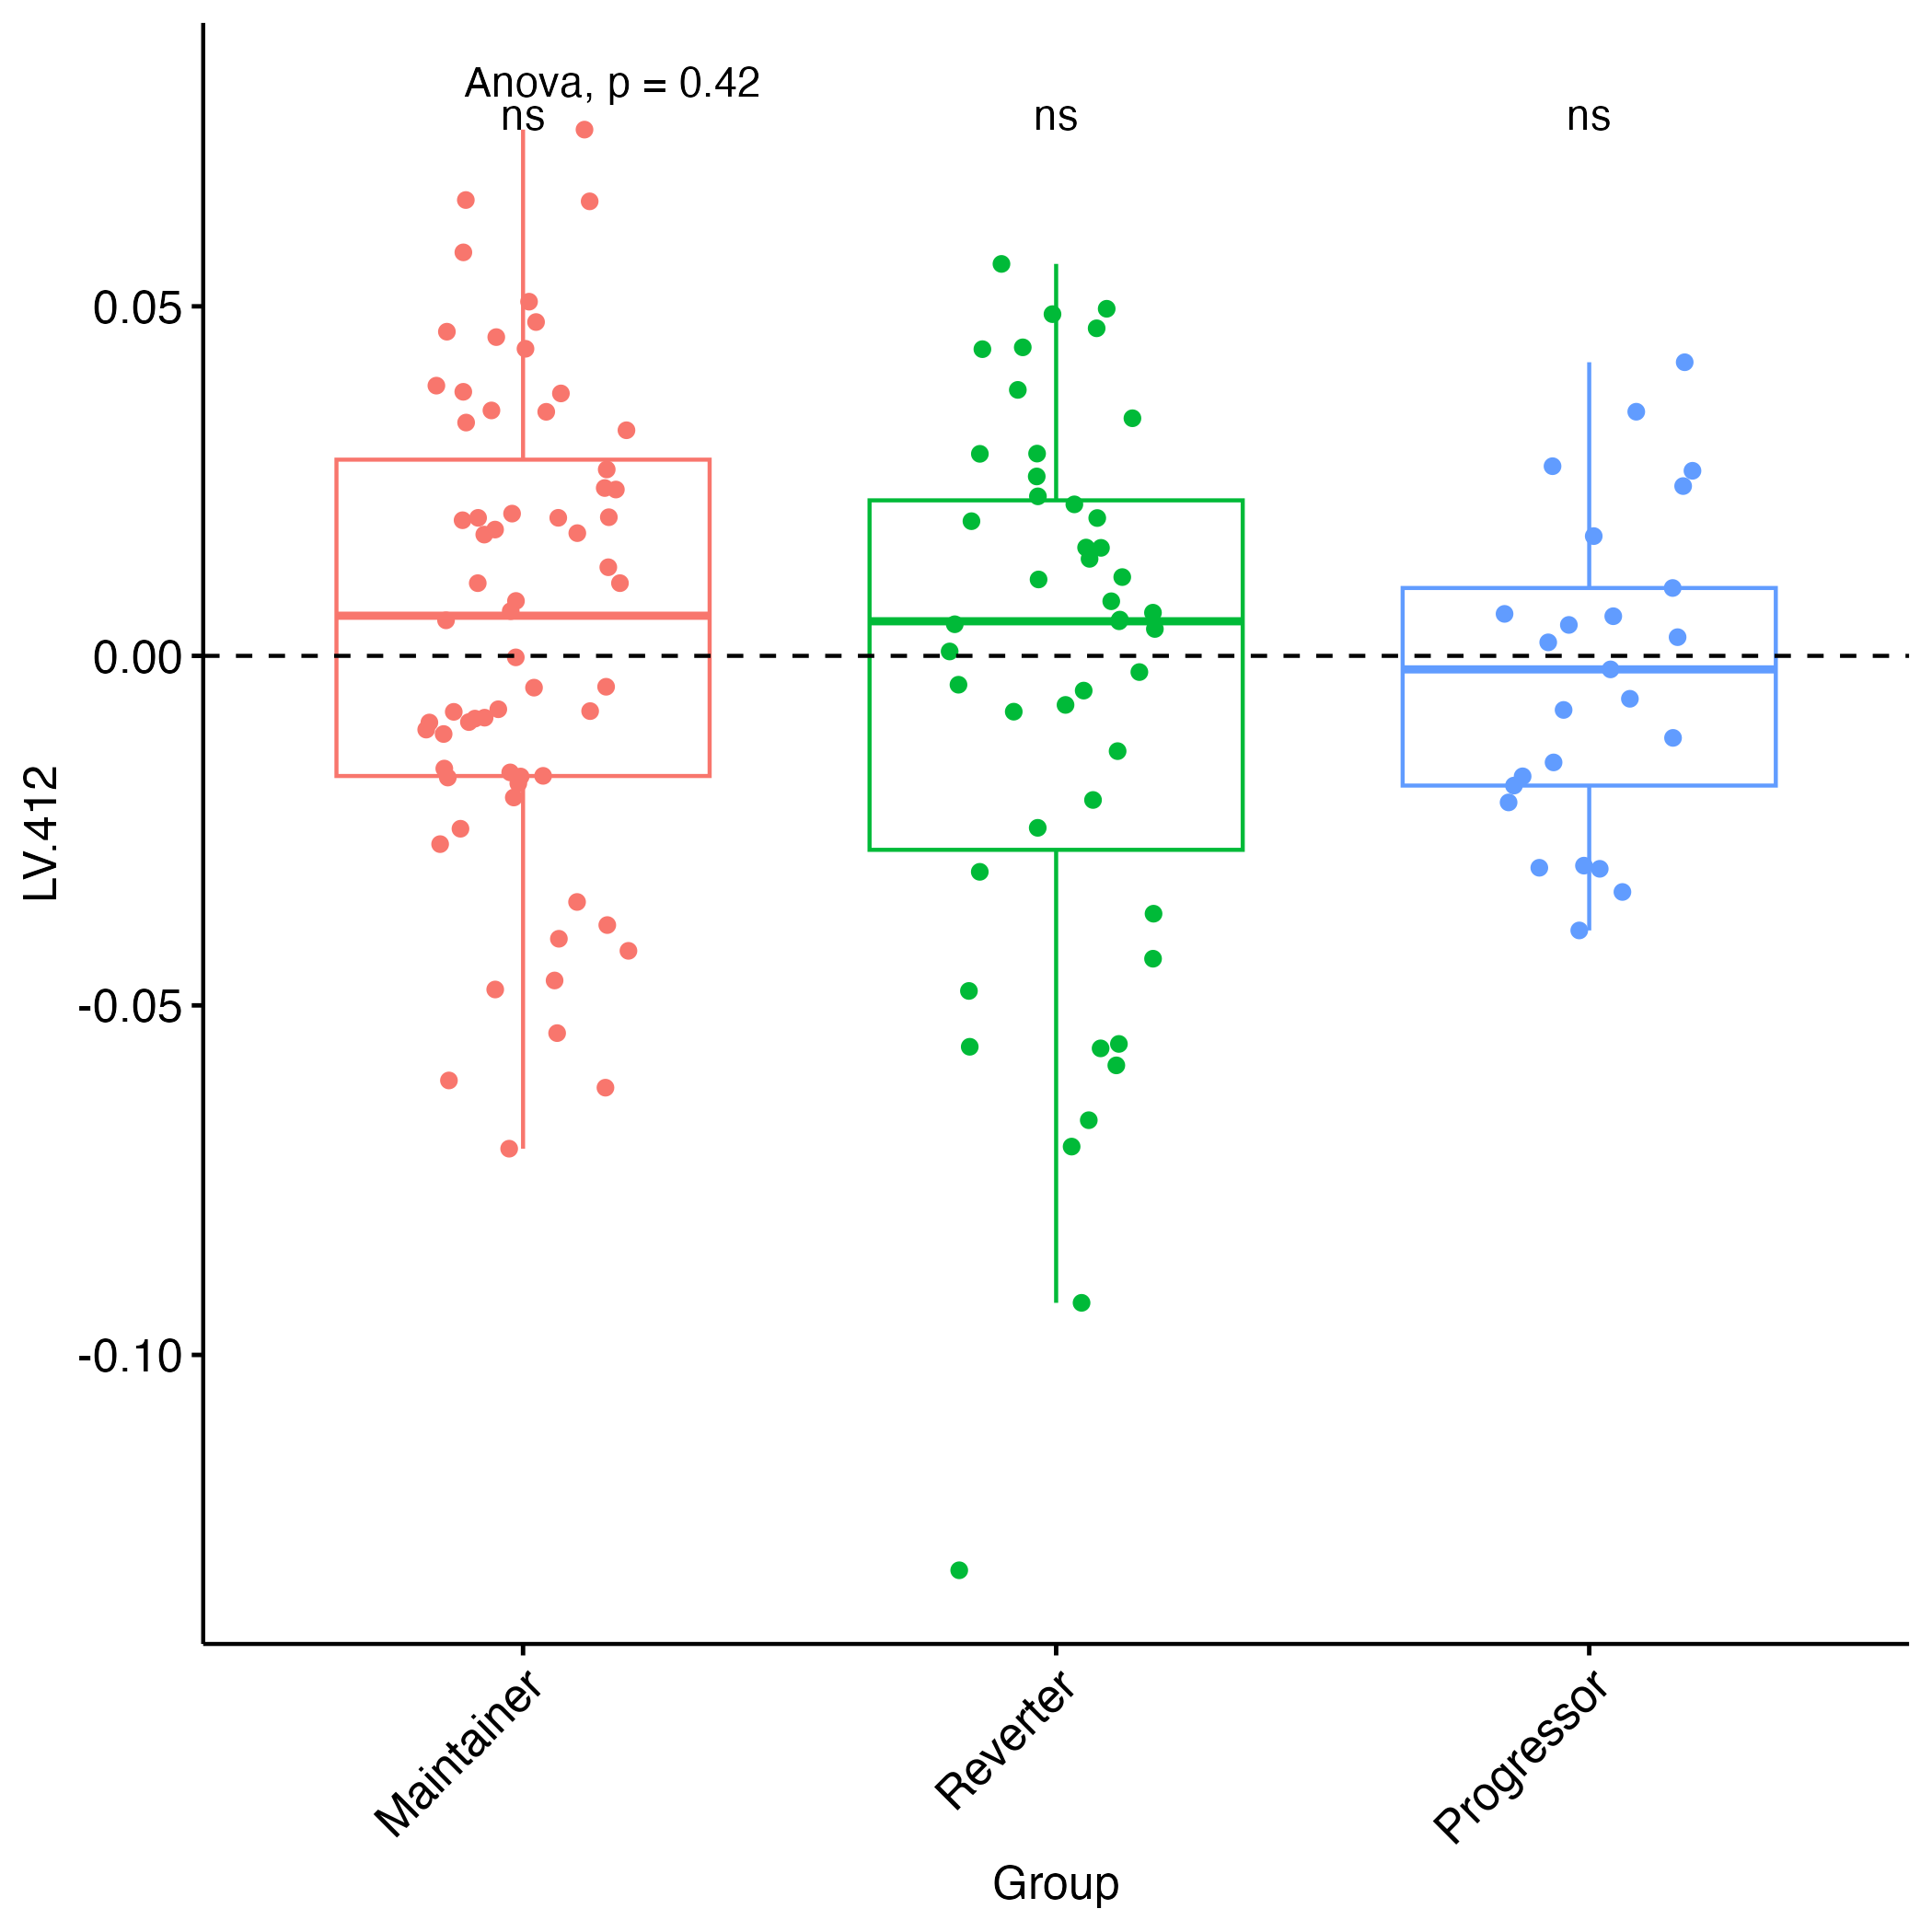 Anova, p = 0.42
ns
ns
ns
0.05
0.00
-0.05
-0.10
LV.412
Maintainer
Reverter
Progressor
Group